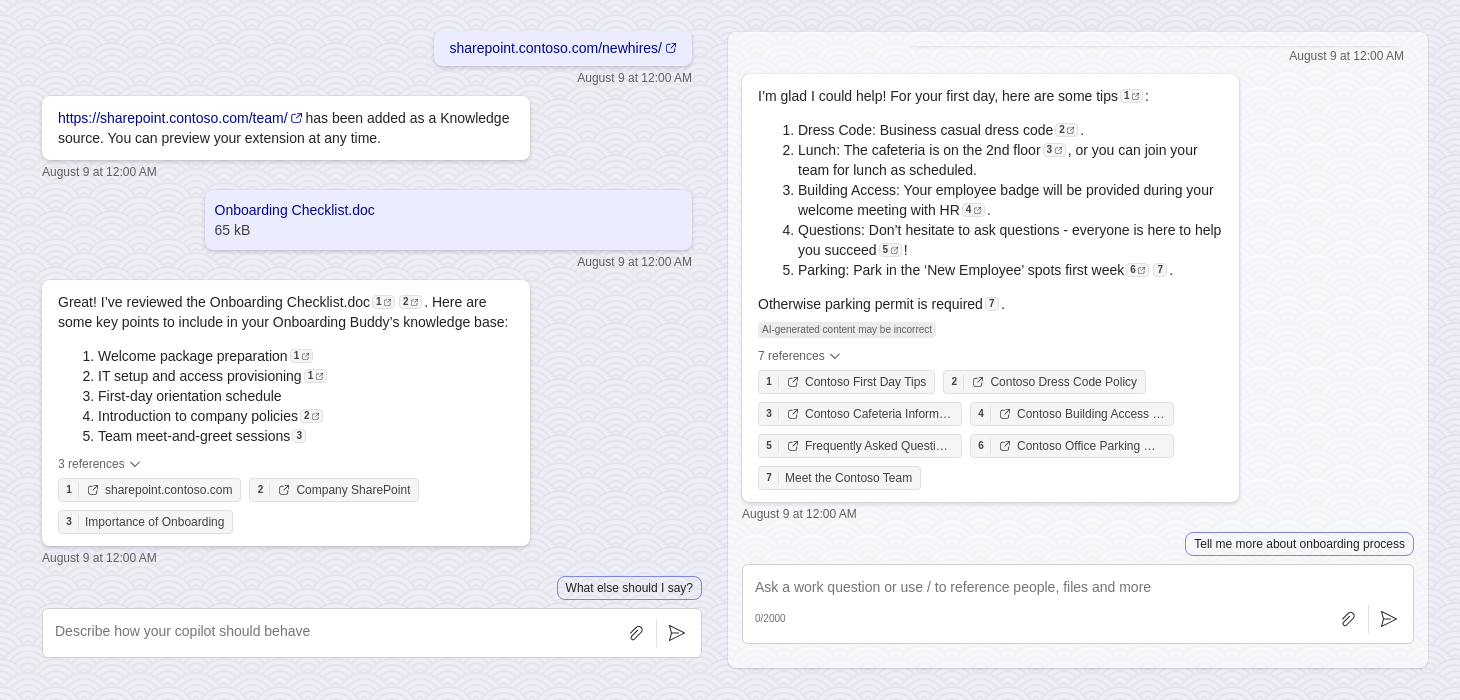 sharepoint.contoso.com/newhires/
August 9 at 12:00 AM
https://sharepoint.contoso.com/team/ has been added as a Knowledge
source. You can preview your extension at any time.
August 9 at 12:00 AM
Onboarding Checklist.doc
65 kB
August 9 at 12:00 AM
Great! I’ve reviewed the Onboarding Checklist.doc 1 2 . Here are
some key points to include in your Onboarding Buddy’s knowledge base:
1. Welcome package preparation 1
2. IT setup and access provisioning 1
3. First-day orientation schedule
4. Introduction to company policies 2
5. Team meet-and-greet sessions 3
3 references
1 sharepoint.contoso.com 2 Company SharePoint
3 Importance of Onboarding
August 9 at 12:00 AM
What else should I say?
Describe how your copilot should behave
August 9 at 12:00 AM
I’m glad I could help! For your first day, here are some tips 1 :
1. Dress Code: Business casual dress code 2 .
2. Lunch: The cafeteria is on the 2nd floor 3 , or you can join your
team for lunch as scheduled.
3. Building Access: Your employee badge will be provided during your
welcome meeting with HR 4 .
4. Questions: Don’t hesitate to ask questions - everyone is here to help
you succeed 5 !
5. Parking: Park in the ‘New Employee’ spots first week 6 7 .
Otherwise parking permit is required 7 .
AI-generated content may be incorrect
7 references
1 Contoso First Day Tips 2 Contoso Dress Code Policy
3 Contoso Cafeteria Inform… 4 Contoso Building Access …
5 Frequently Asked Questi… 6 Contoso Office Parking …
7 Meet the Contoso Team
August 9 at 12:00 AM
Tell me more about onboarding process
Ask a work question or use / to reference people, files and more
0/2000